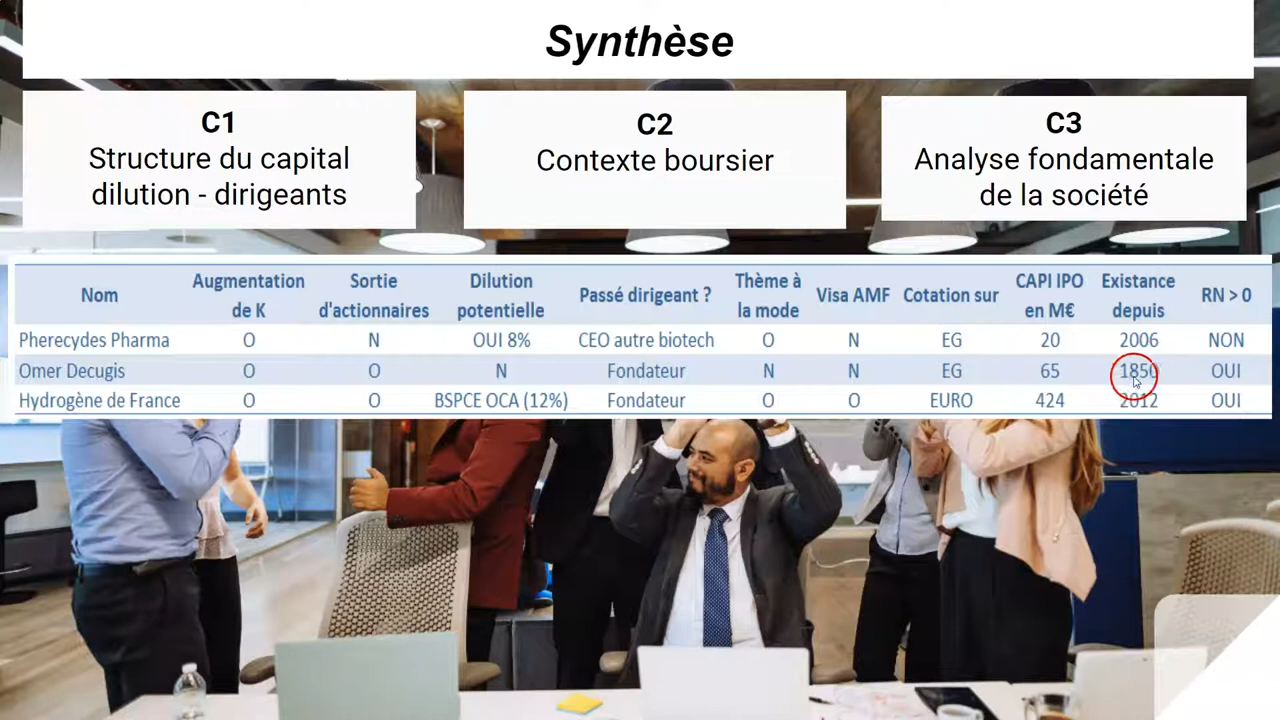 Synthèse
C1
Structure du capital
dilution - dirigeants
C2
Contexte boursier
C3
Analyse fondamentale
de la société
Nom Augmentation de K Sortie d'actionnaires Dilution potentielle Passé dirigeant ? Thème à la mode Visa AMF Cotation sur CAPI IPO en M€ Existance depuis RN > 0
Pherecydes Pharma O N OUI 8% CEO autre biotech O N EG 20 2006 NON
Omer Decugis O O N Fondateur N N EG 65 1850 OUI
Hydrogène de France O O BSPCE OCA (12%) Fondateur O O EURO 424 2012 OUI